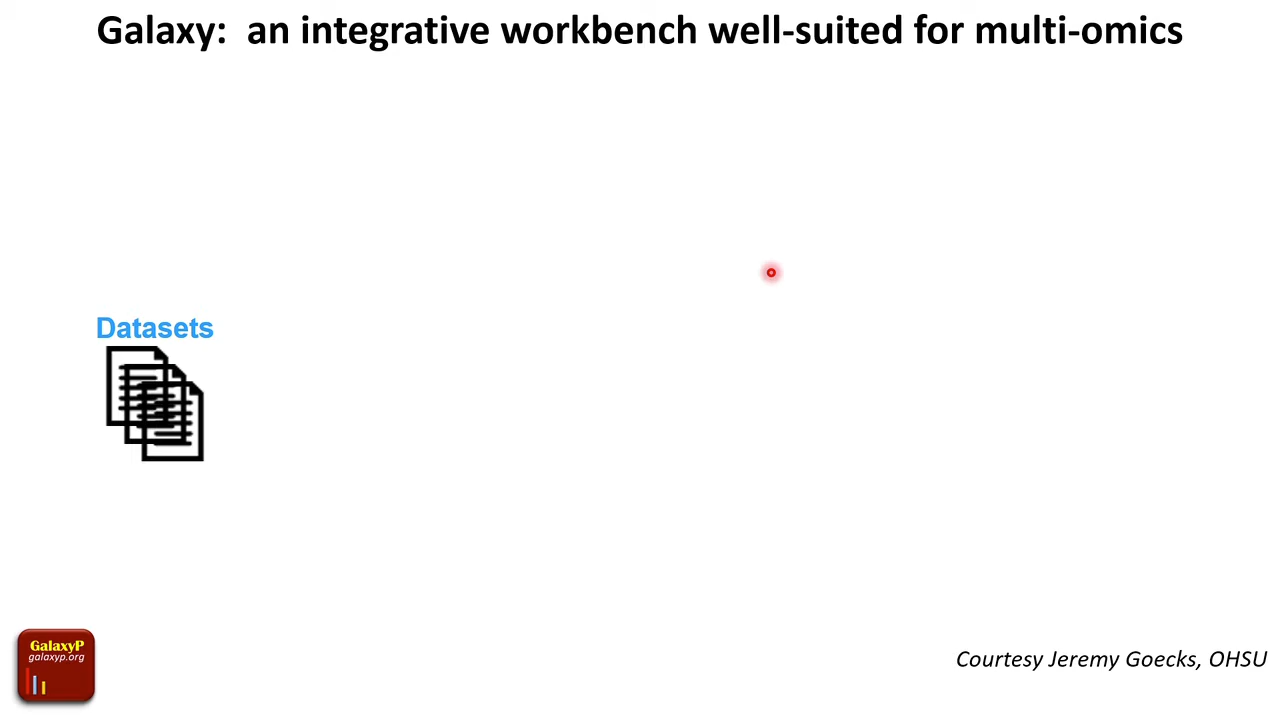 Galaxy:  an integrative workbench well-suited for multi-omics
Datasets
GalaxyP
galaxyp.org
Courtesy Jeremy Goecks, OHSU